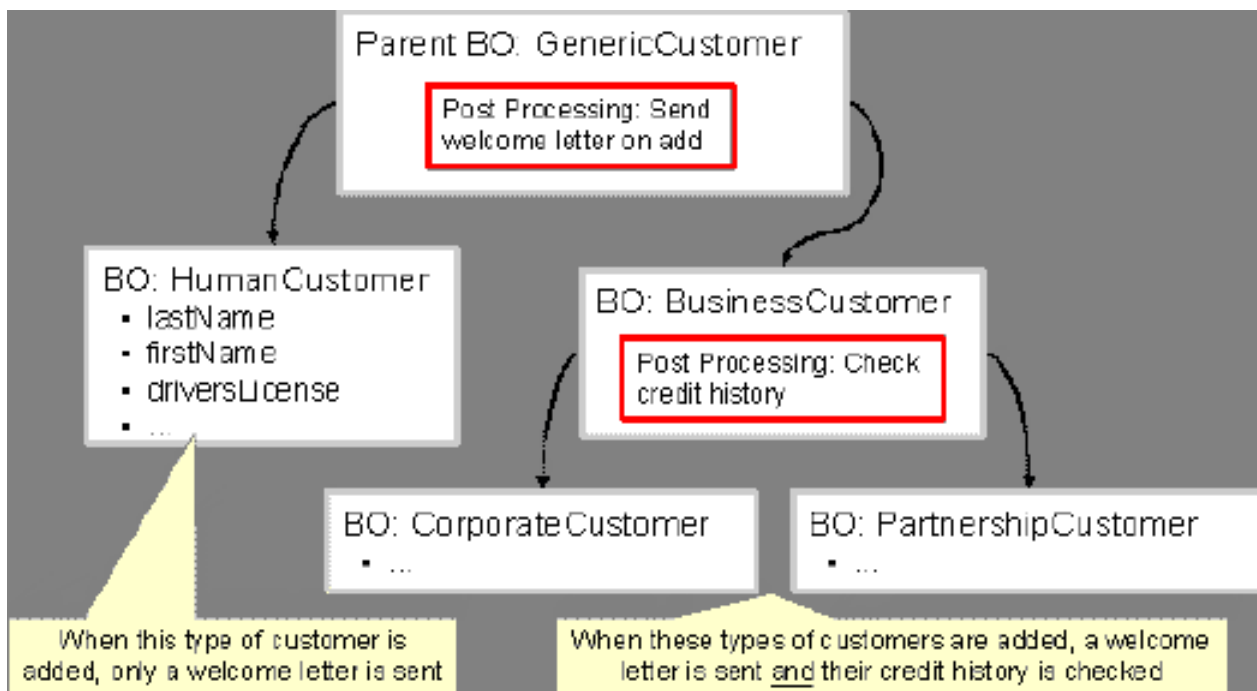 Parent BO: GenericCustomer
Post Processing: Send
welcome letter on add
BO: HumanCustomer
▪ lastName
▪ firstName
▪ driversLicense
▪ ...
BO: BusinessCustomer
Post Processing: Check
credit history
BO: CorporateCustomer
▪ ...
BO: PartnershipCustomer
▪ ...
When this type of customer is
added, only a welcome letter is sent
When these types of customers are added, a welcome
letter is sent and their credit history is checked